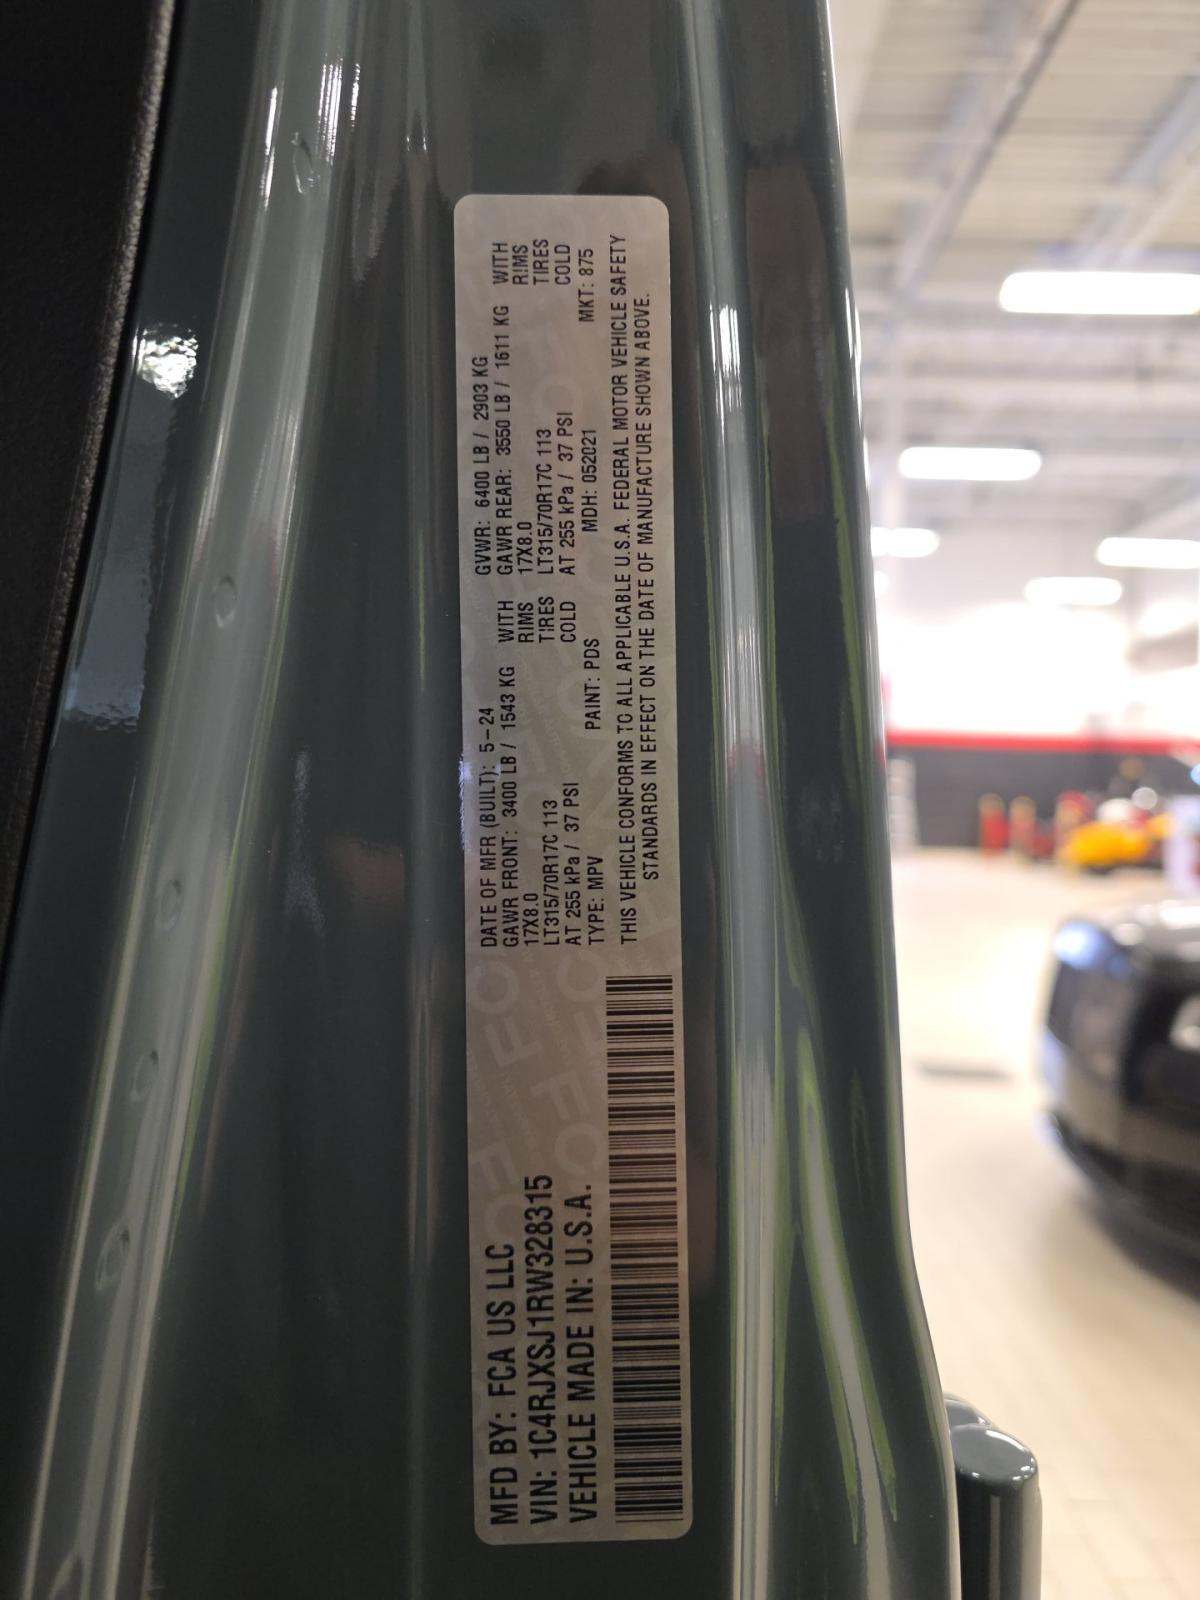 MFD BY: FCA US LLC
VIN: 1C4RJXSJ1RW328315
VEHICLE MADE IN: U.S.A.
DATE OF MFR (BUILT): 5-24 GVWR: 6400 LB / 2903 KG
GAWR FRONT: 3400 LB / 1543 KG WITH GAWR REAR: 3550 LB / 1611 KG WITH
17X8.0 RIMS 17X8.0 RIMS
LT315/70R17C 113 TIRES LT315/70R17C 113 TIRES
AT 255 kPa / 37 PSI COLD AT 255 kPa / 37 PSI COLD
TYPE: MPV PAINT: PDS MDH: 052021 MKT: 875
THIS VEHICLE CONFORMS TO ALL APPLICABLE U.S.A. FEDERAL MOTOR VEHICLE SAFETY
STANDARDS IN EFFECT ON THE DATE OF MANUFACTURE SHOWN ABOVE.